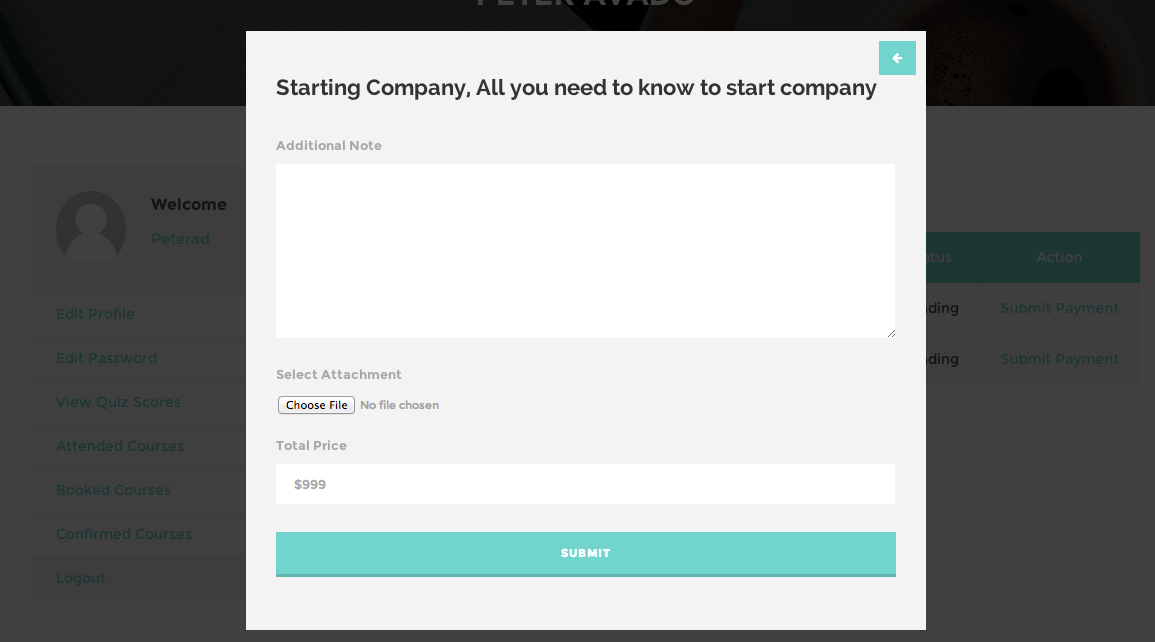 PETER AVADO
Starting Company, All you need to know to start company
Additional Note
Select Attachment
Choose File No file chosen
Total Price
$999
SUBMIT
Welcome
Peterad
Edit Profile
Edit Password
View Quiz Scores
Attended Courses
Booked Courses
Confirmed Courses
Logout
atus Action
ding Submit Payment
ding Submit Payment